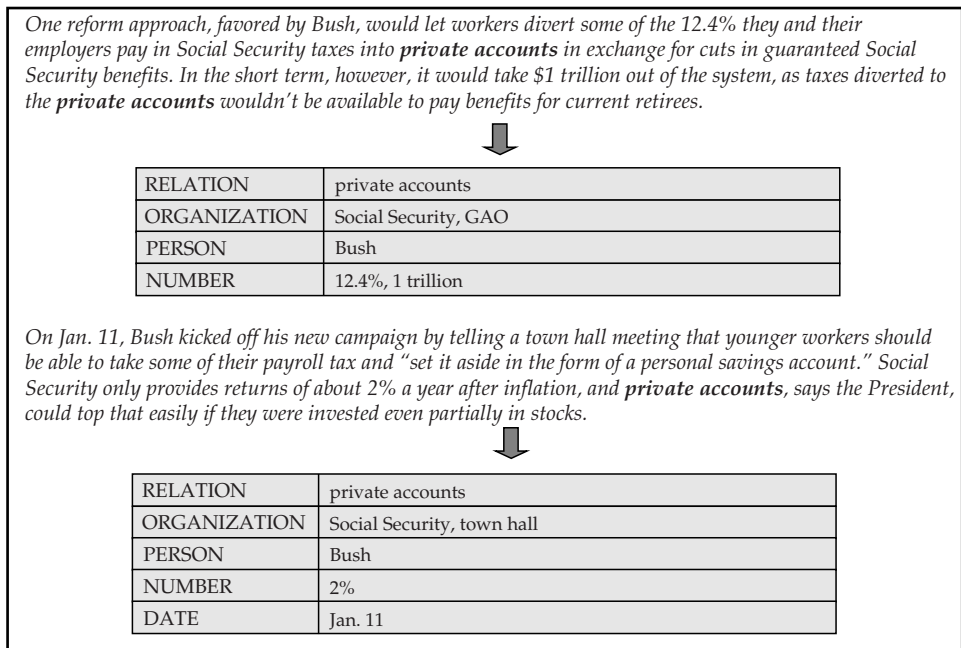 One reform approach, favored by Bush, would let workers divert some of the 12.4% they and their
employers pay in Social Security taxes into private accounts in exchange for cuts in guaranteed Social
Security benefits. In the short term, however, it would take $1 trillion out of the system, as taxes diverted to
the private accounts wouldn't be available to pay benefits for current retirees.
RELATION private accounts
ORGANIZATION Social Security, GAO
PERSON Bush
NUMBER 12.4%, 1 trillion
On Jan. 11, Bush kicked off his new campaign by telling a town hall meeting that younger workers should
be able to take some of their payroll tax and “set it aside in the form of a personal savings account.” Social
Security only provides returns of about 2% a year after inflation, and private accounts, says the President,
could top that easily if they were invested even partially in stocks.
RELATION private accounts
ORGANIZATION Social Security, town hall
PERSON Bush
NUMBER 2%
DATE Jan. 11